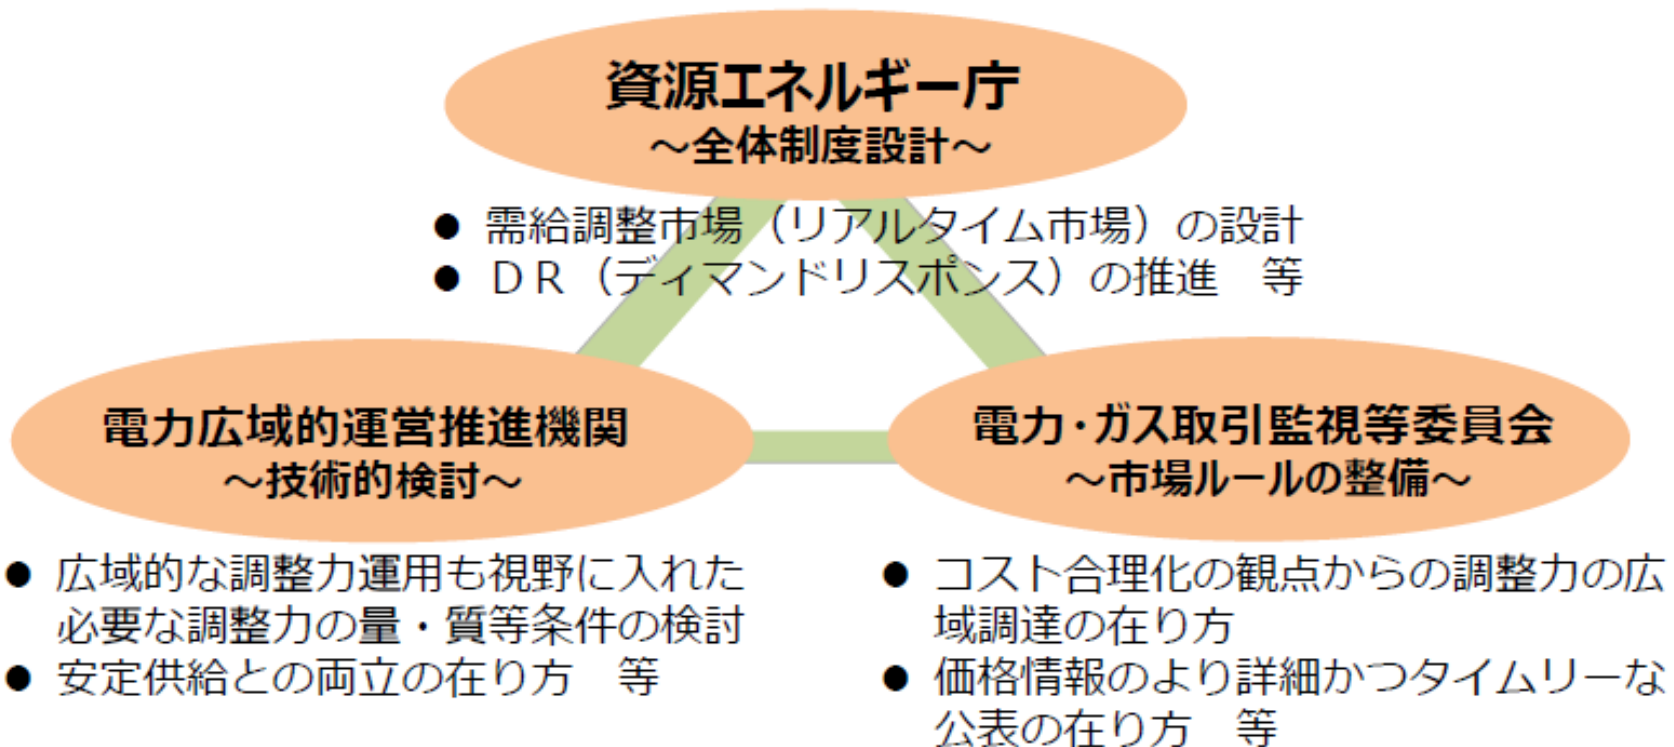 資源エネルギー庁
～全体制度設計～
● 需給調整市場（リアルタイム市場）の設計
● ＤＲ（ディマンドリスポンス）の推進　等
電力広域的運営推進機関
～技術的検討～
● 広域的な調整力運用も視野に入れた
必要な調整力の量・質等条件の検討
● 安定供給との両立の在り方　等
電力・ガス取引監視等委員会
～市場ルールの整備～
● コスト合理化の観点からの調整力の広
域調達の在り方
● 価格情報のより詳細かつタイムリーな
公表の在り方　等